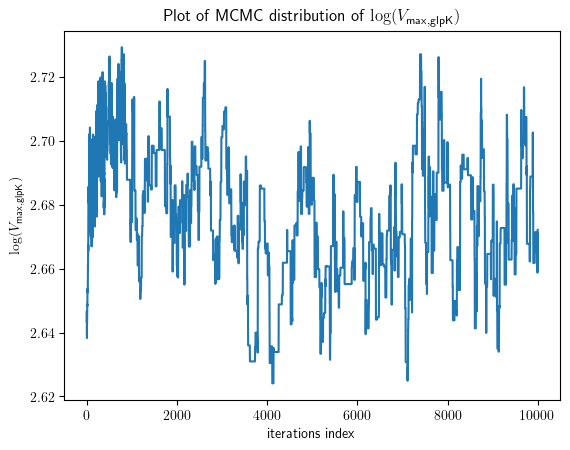 Plot of MCMC distribution of log(V_max,glpK)
2.72
2.70
2.68
2.66
2.64
2.62
log(V_max,glpK)
0 2000 4000 6000 8000 10000
iterations index